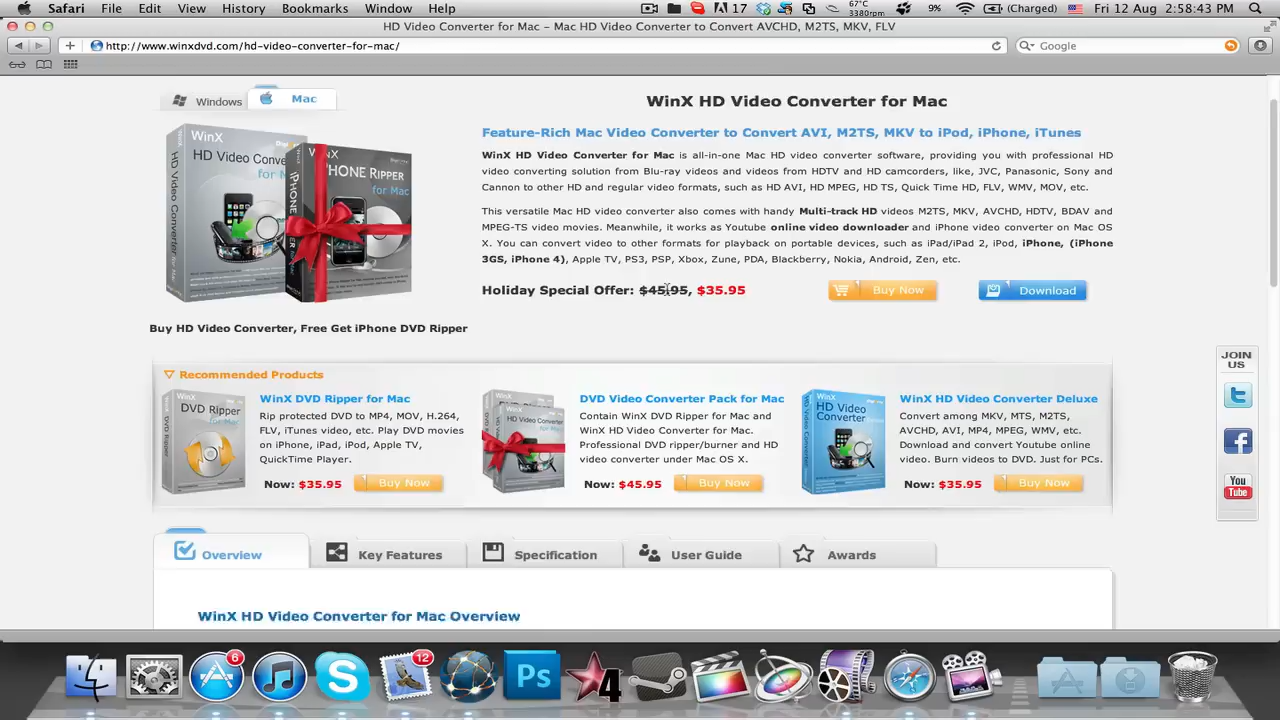 Safari File Edit View History Bookmarks Window Help 17 67°C 3380rpm 9% (Charged) Fri 12 Aug 2:58:43 PM
HD Video Converter for Mac – Mac HD Video Converter to Convert AVCHD, M2TS, MKV, FLV
http://www.winxdvd.com/hd-video-converter-for-mac/ Google
Windows Mac
WinX HD Video Converter for Mac
Feature-Rich Mac Video Converter to Convert AVI, M2TS, MKV to iPod, iPhone, iTunes
WinX HD Video Converter for Mac is all-in-one Mac HD video converter software, providing you with professional HD
video converting solution from Blu-ray videos and videos from HDTV and HD camcorders, like, JVC, Panasonic, Sony and
Cannon to other HD and regular video formats, such as HD AVI, HD MPEG, HD TS, Quick Time HD, FLV, WMV, MOV, etc.
This versatile Mac HD video converter also comes with handy Multi-track HD videos M2TS, MKV, AVCHD, HDTV, BDAV and
MPEG-TS video movies. Meanwhile, it works as Youtube online video downloader and iPhone video converter on Mac OS
X. You can convert video to other formats for playback on portable devices, such as iPad/iPad 2, iPod, iPhone, (iPhone
3GS, iPhone 4), Apple TV, PS3, PSP, Xbox, Zune, PDA, Blackberry, Nokia, Android, Zen, etc.
Holiday Special Offer: $45.95, $35.95
Buy Now
Download
Buy HD Video Converter, Free Get iPhone DVD Ripper
JOIN
US
You
Tube
Recommended Products
WinX DVD Ripper for Mac
Rip protected DVD to MP4, MOV, H.264,
FLV, iTunes video, etc. Play DVD movies
on iPhone, iPad, iPod, Apple TV,
QuickTime Player.
Now: $35.95 Buy Now
DVD Video Converter Pack for Mac
Contain WinX DVD Ripper for Mac and
WinX HD Video Converter for Mac.
Professional DVD ripper/burner and HD
video converter under Mac OS X.
Now: $45.95 Buy Now
WinX HD Video Converter Deluxe
Convert among MKV, MTS, M2TS,
AVCHD, AVI, MP4, MPEG, WMV, etc.
Download and convert Youtube online
video. Burn videos to DVD. Just for PCs.
Now: $35.95 Buy Now
Overview Key Features Specification User Guide Awards
WinX HD Video Converter for Mac Overview
6 12 Ps 4